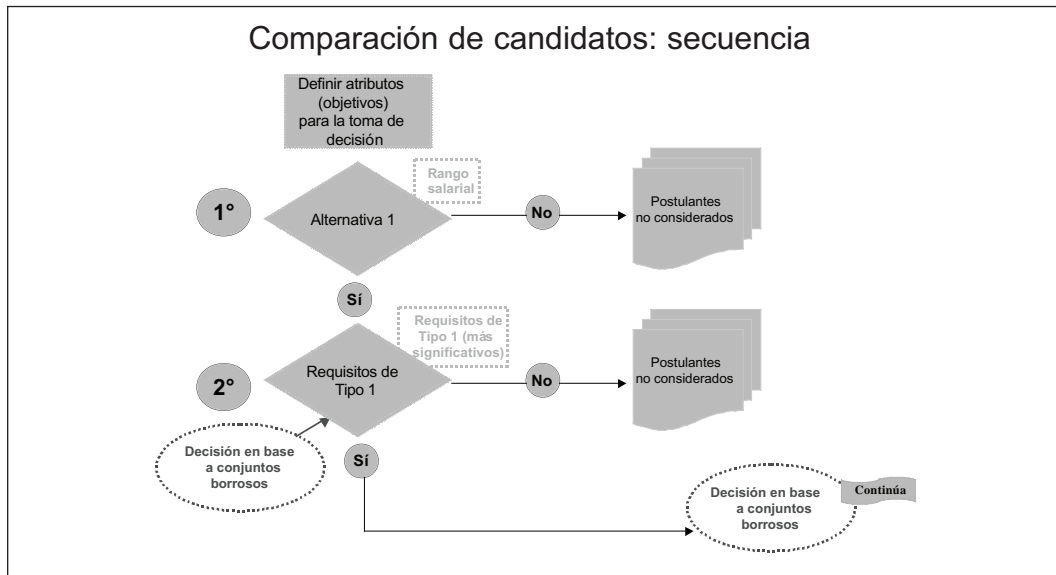 Comparación de candidatos: secuencia
Definir atributos
(objetivos)
para la toma de
decisión
Rango
salarial
1°
Alternativa 1
No
Postulantes
no considerados
Sí
Requisitos de
Tipo 1 (más
significativos)
2°
Requisitos de
Tipo 1
No
Postulantes
no considerados
Decisión en base
a conjuntos
borrosos
Sí
Decisión en base
a conjuntos
borrosos
Continúa